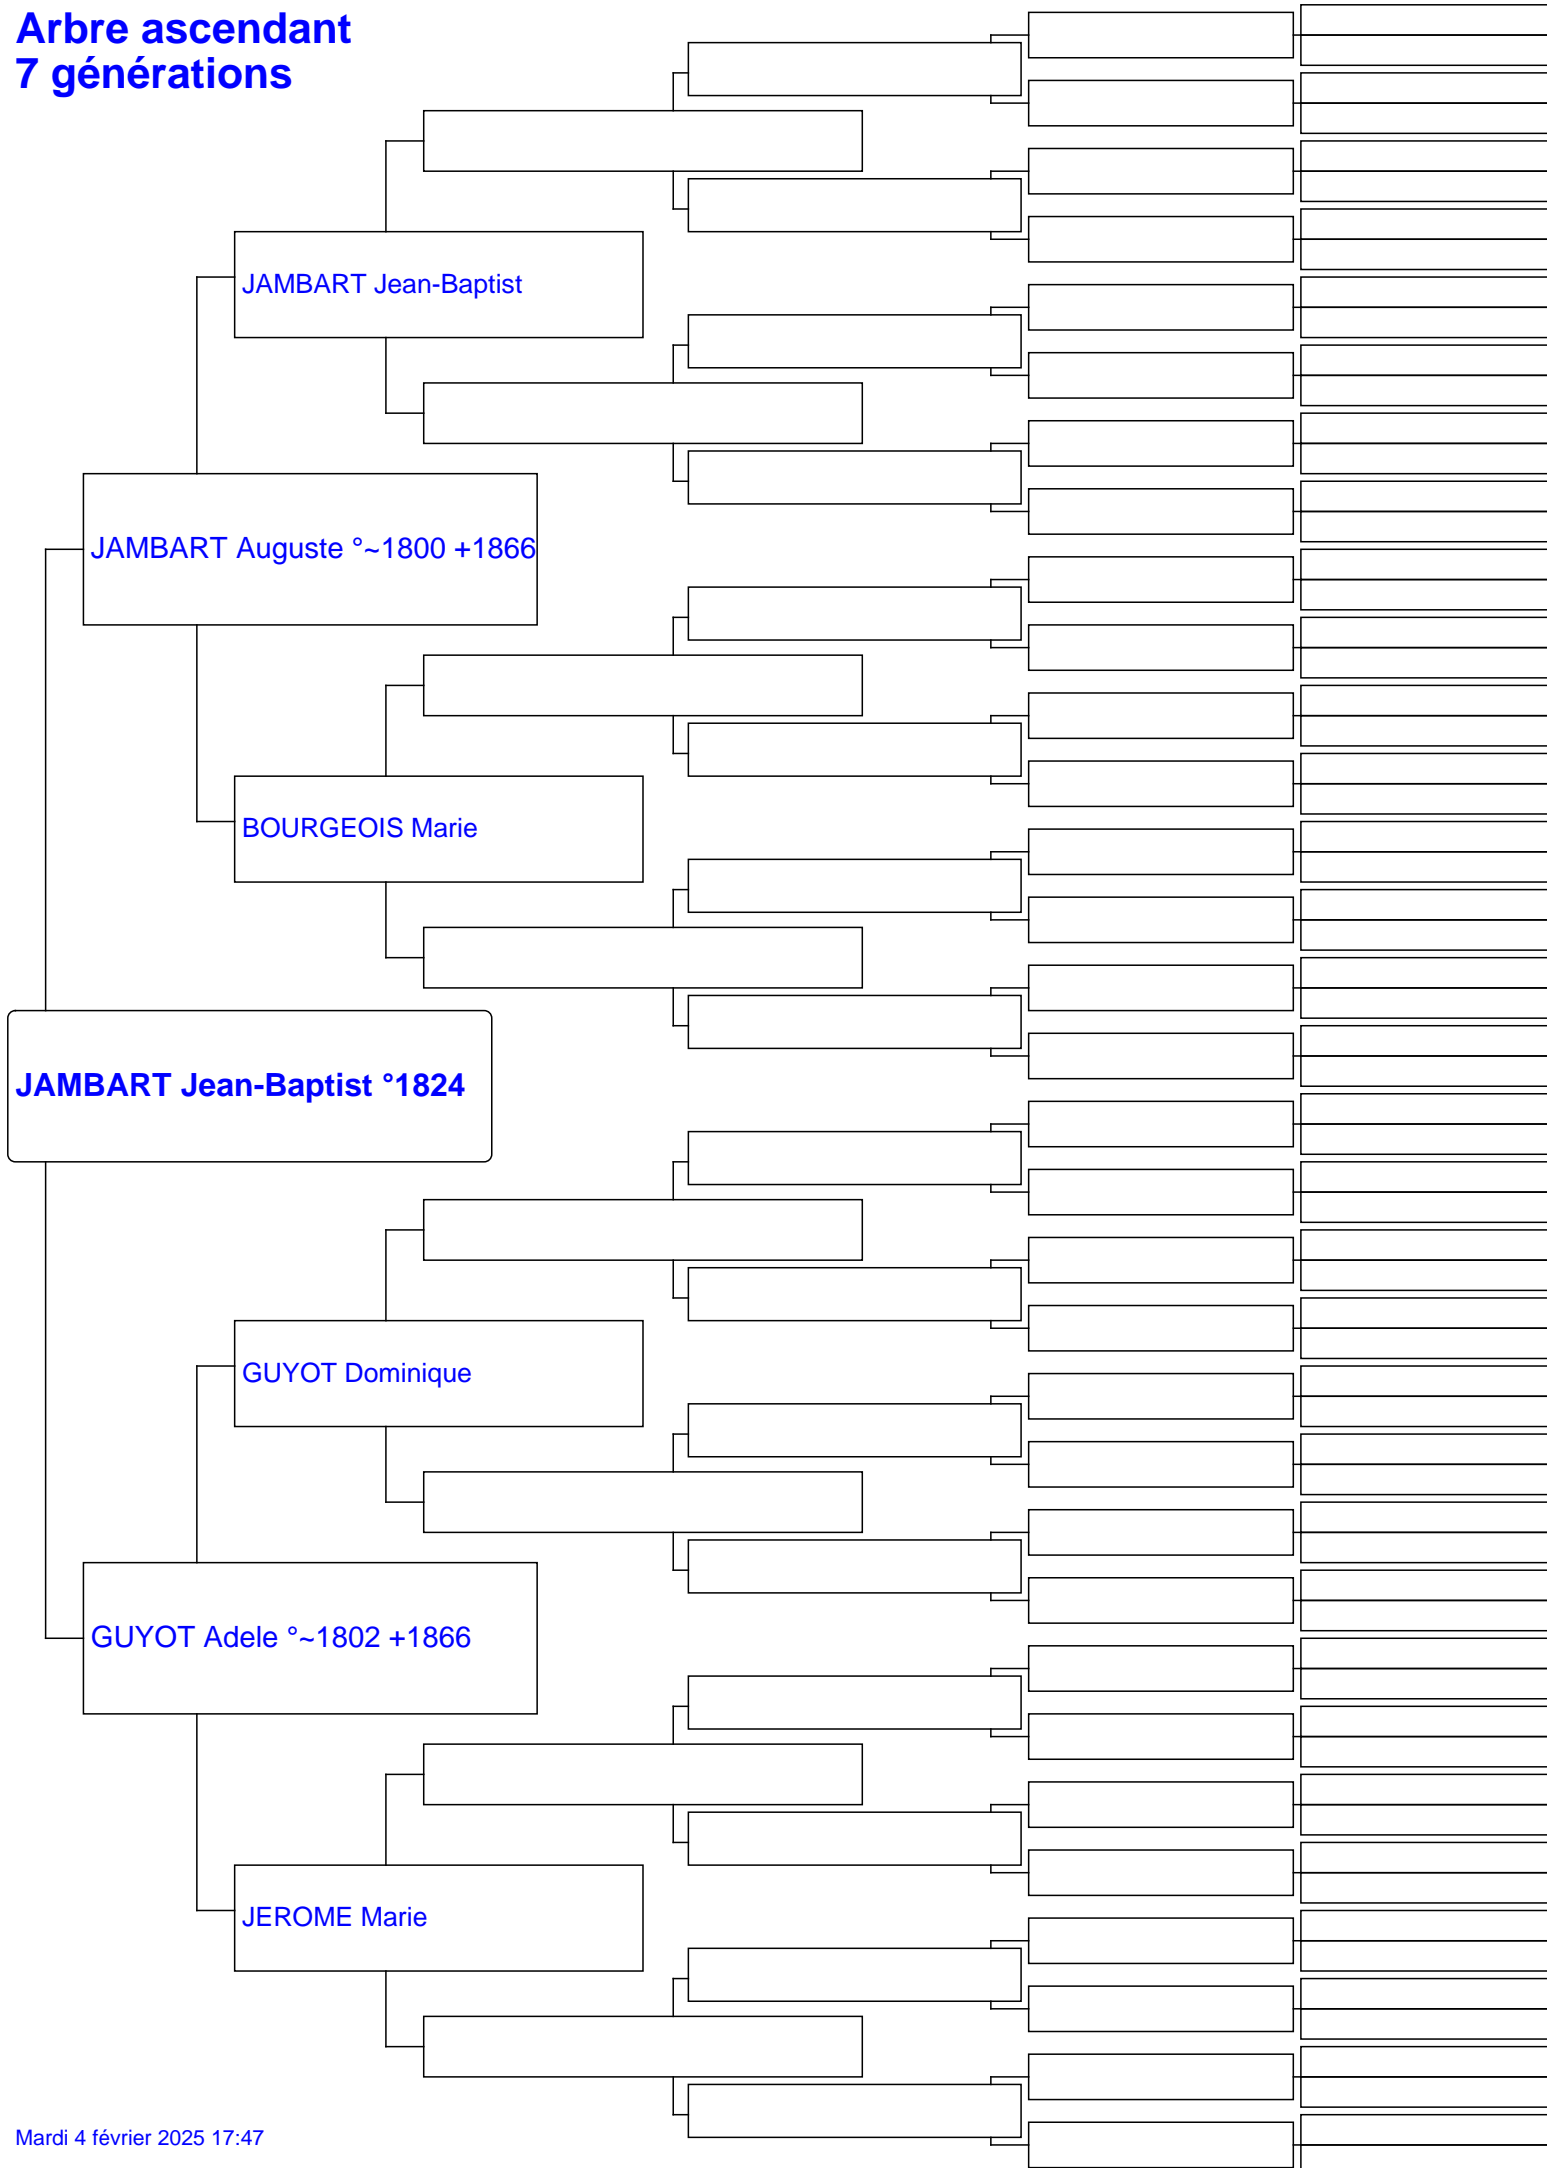 Arbre ascendant
7 générations
JAMBART Jean-Baptist
JAMBART Auguste °~1800 +1866
BOURGEOIS Marie
JAMBART Jean-Baptist °1824
GUYOT Dominique
GUYOT Adele °~1802 +1866
JEROME Marie
Mardi 4 février 2025 17:47